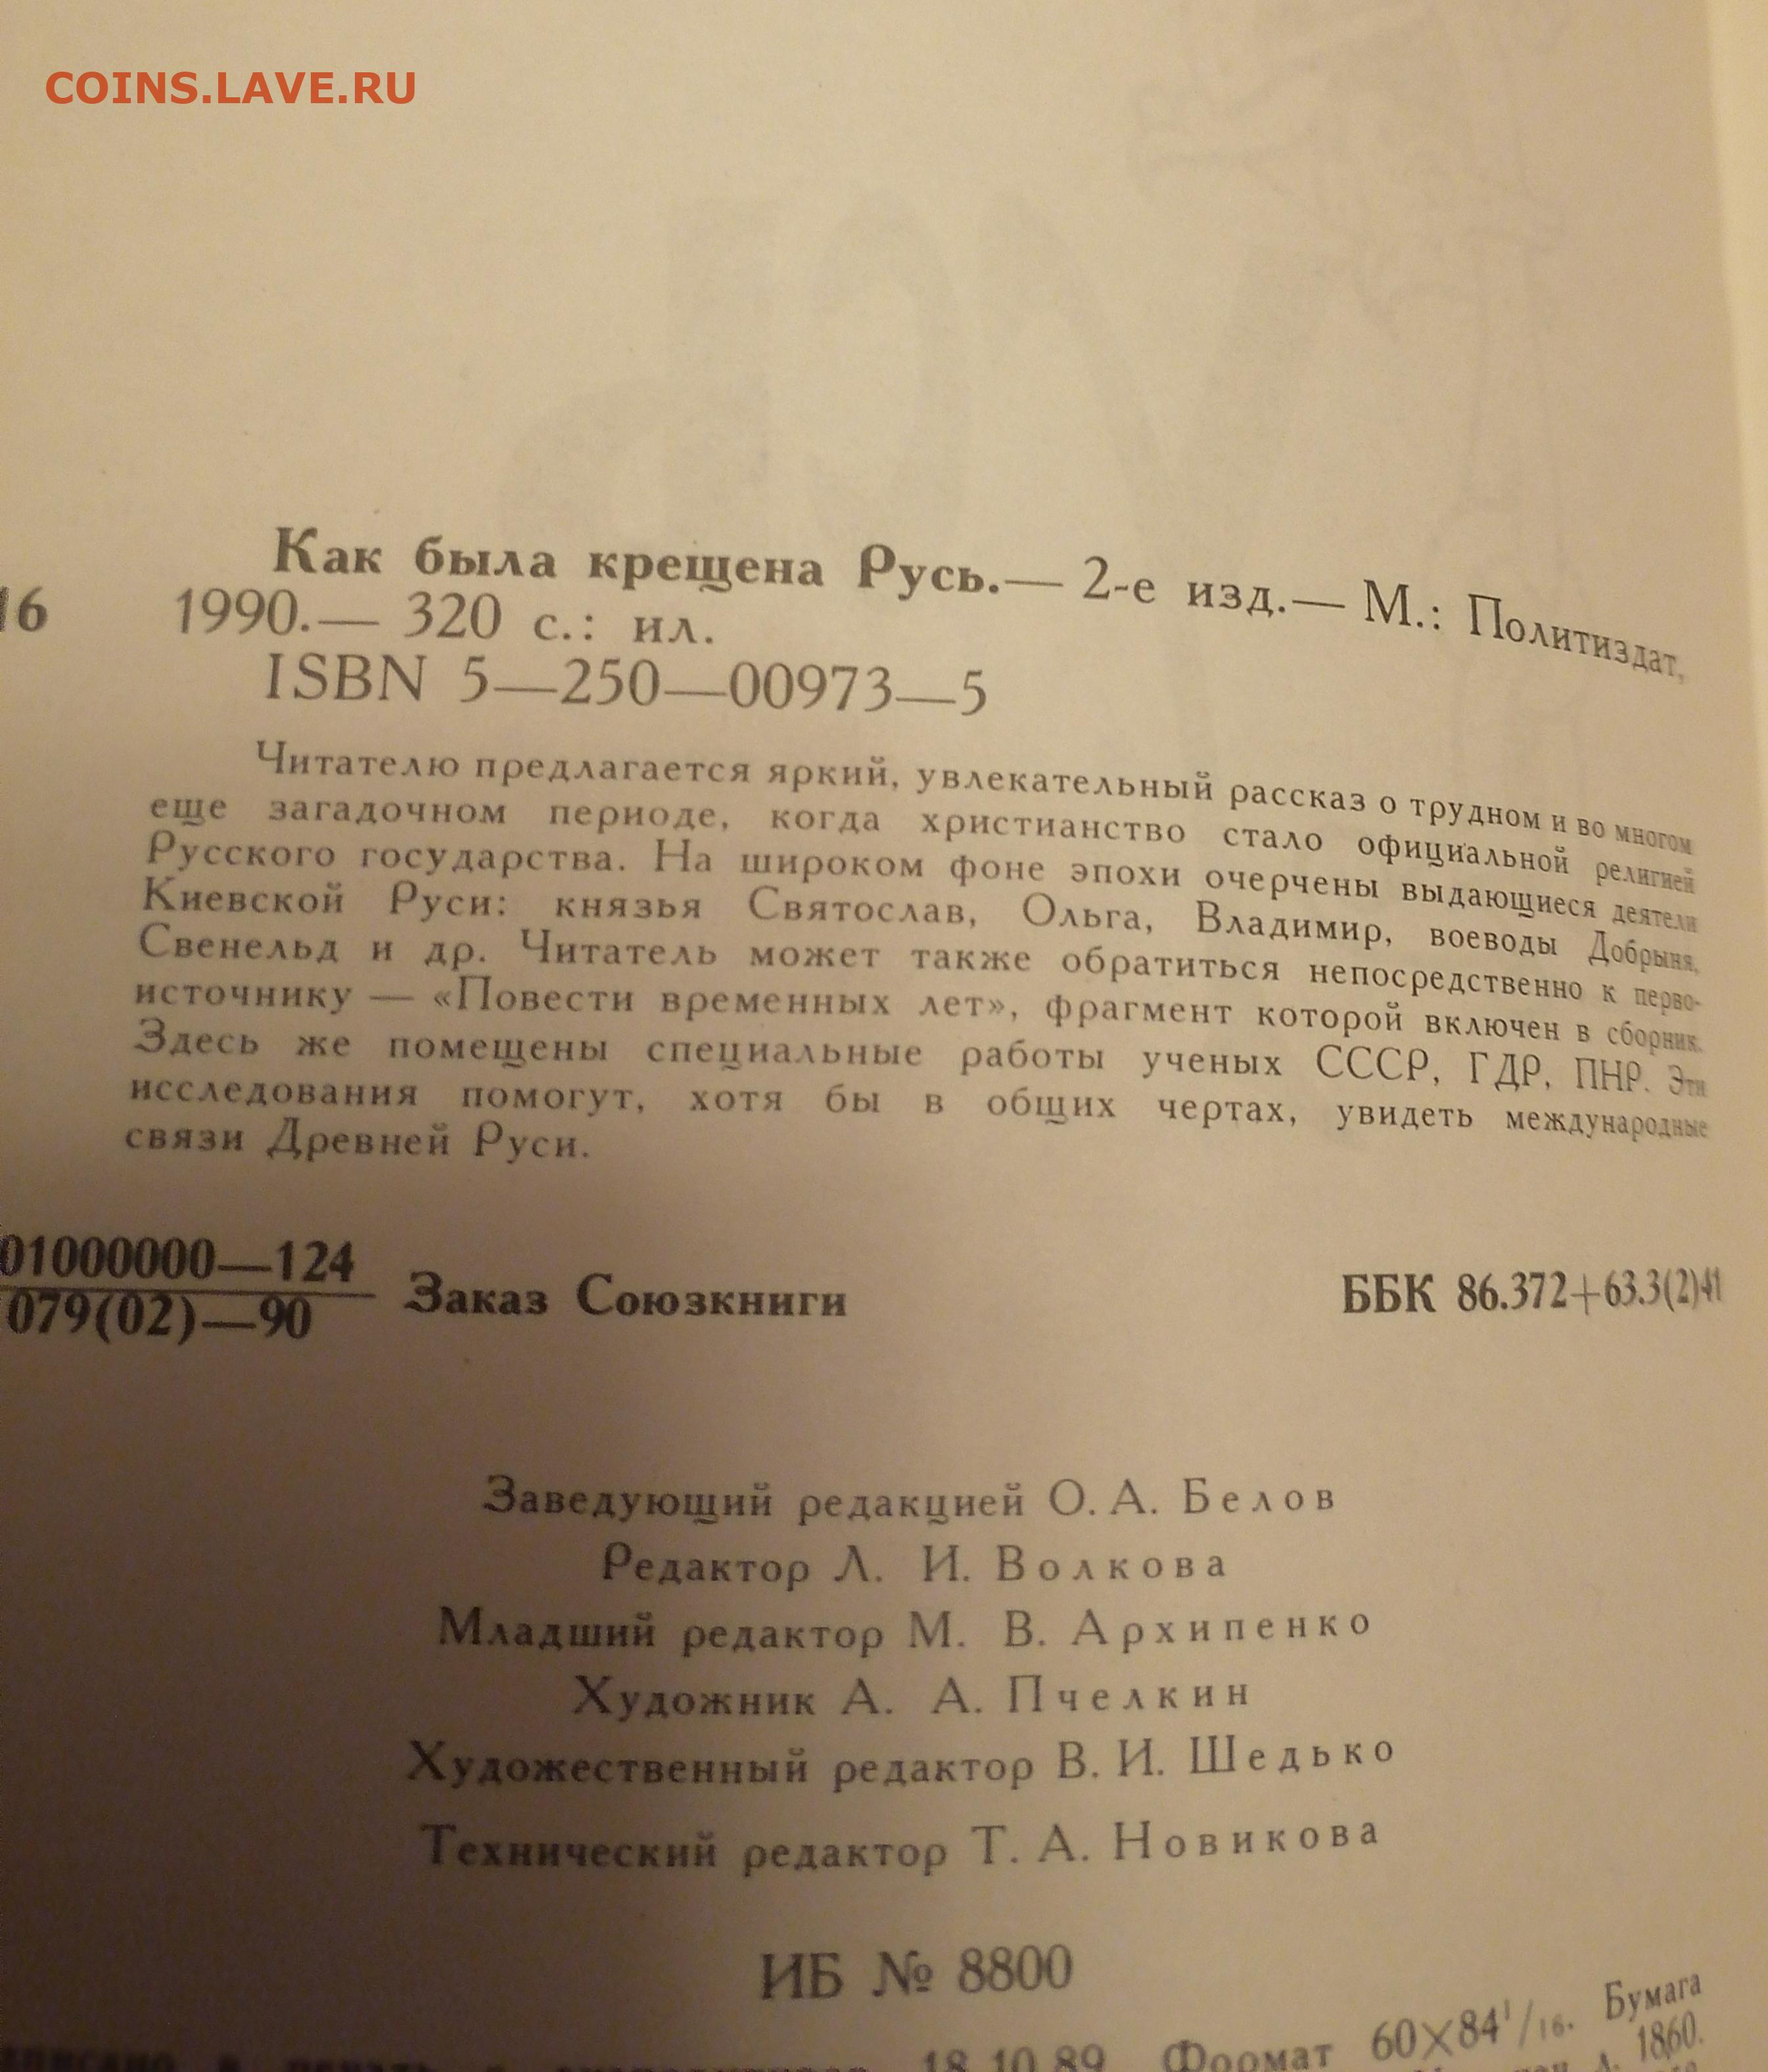 COINS.LAVE.RU
Как была крещена Русь.— 2-е изд.— М.: Политиздат,
16 1990.— 320 с.: ил.
ISBN 5—250—00973—5
Читателю предлагается яркий, увлекательный рассказ о трудном и во многом
еще загадочном периоде, когда христианство стало официальной религией
Русского государства. На широком фоне эпохи очерчены выдающиеся деятели
Киевской Руси: князья Святослав, Ольга, Владимир, воеводы Добрыня,
Свенельд и др. Читатель может также обратиться непосредственно к перво-
источнику — «Повести временных лет», фрагмент которой включен в сборник.
Здесь же помещены специальные работы ученых СССР, ГДР, ПНР. Эти
исследования помогут, хотя бы в общих чертах, увидеть международные
связи Древней Руси.
01000000—124
079(02)—90
Заказ Союзкниги
ББК 86.372+63.3(2)41
Заведующий редакцией О. А. Белов
Редактор Л. И. Волкова
Младший редактор М. В. Архипенко
Художник А. А. Пчелкин
Художественный редактор В. И. Шедько
Технический редактор Т. А. Новикова
ИБ № 8800
в печать с 18.10.89. Формат 60×84 1/16. Бумага
1860.